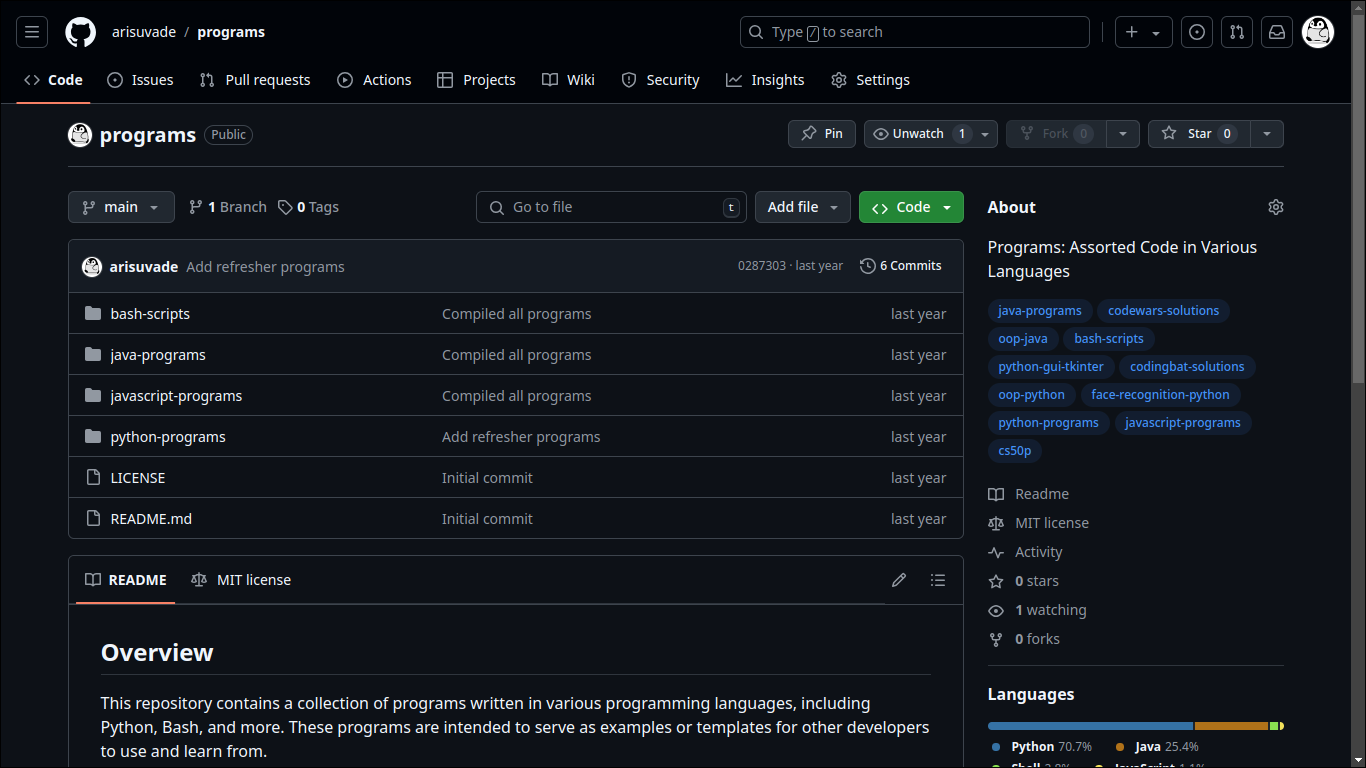 arisuvade / programs
Type / to search
Code Issues Pull requests Actions Projects Wiki Security Insights Settings
programs Public
Pin Unwatch 1 Fork 0 Star 0
main 1 Branch 0 Tags Go to file t Add file Code
arisuvade Add refresher programs 0287303 · last year 6 Commits
bash-scripts Compiled all programs last year
java-programs Compiled all programs last year
javascript-programs Compiled all programs last year
python-programs Add refresher programs last year
LICENSE Initial commit last year
README.md Initial commit last year
README MIT license
Overview
This repository contains a collection of programs written in various programming languages, including
Python, Bash, and more. These programs are intended to serve as examples or templates for other developers
to use and learn from.
About
Programs: Assorted Code in Various
Languages
java-programs codewars-solutions
oop-java bash-scripts
python-gui-tkinter codingbat-solutions
oop-python face-recognition-python
python-programs javascript-programs
cs50p
Readme
MIT license
Activity
0 stars
1 watching
0 forks
Languages
Python 70.7% Java 25.4%
Shell JavaScript 1.1%